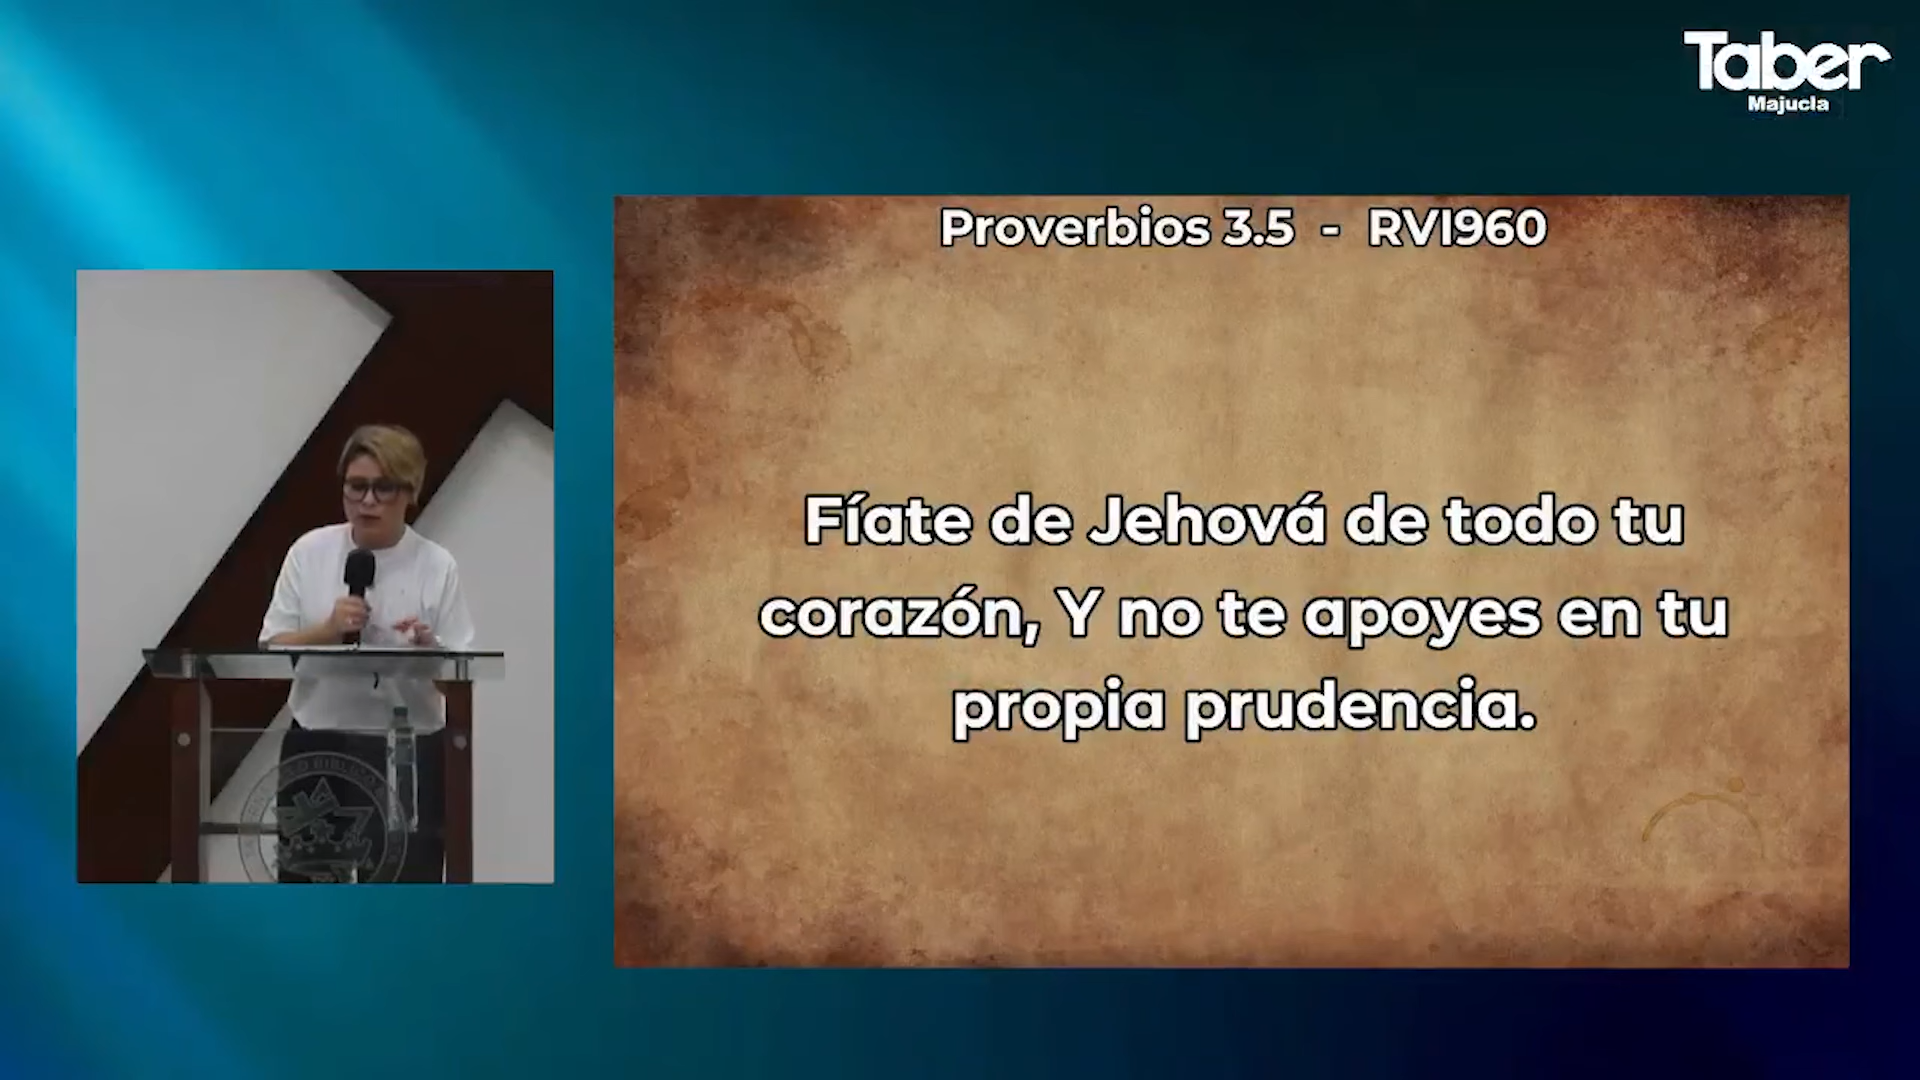 Taber
Majucla
Proverbios 3.5 - RV1960
Fíate de Jehová de todo tu
corazón, Y no te apoyes en tu
propia prudencia.